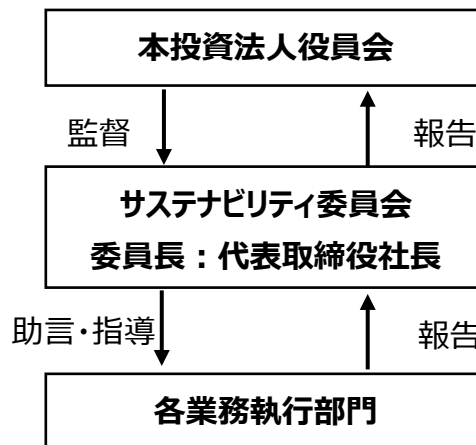 本投資法人役員会
監督
報告
サステナビリティ委員会
委員長：代表取締役社長
助言・指導
報告
各業務執行部門